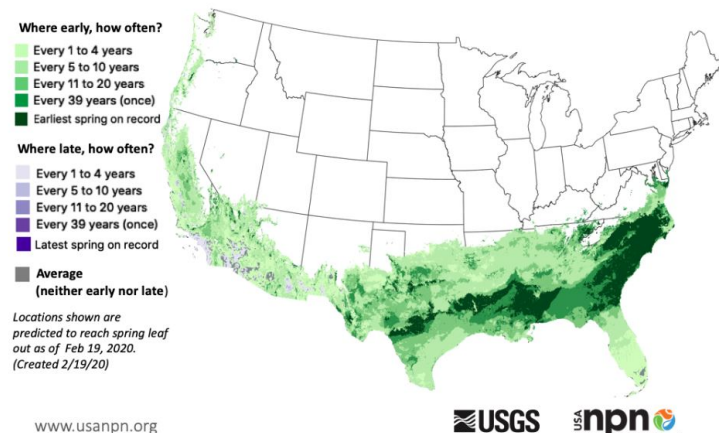 Where early, how often?
Every 1 to 4 years
Every 5 to 10 years
Every 11 to 20 years
Every 39 years (once)
Earliest spring on record
Where late, how often?
Every 1 to 4 years
Every 5 to 10 years
Every 11 to 20 years
Every 39 years (once)
Latest spring on record
Average
(neither early nor late)
Locations shown are
predicted to reach spring leaf
out as of Feb 19, 2020.
(Created 2/19/20)
www.usanpn.org
USGS
USA npn